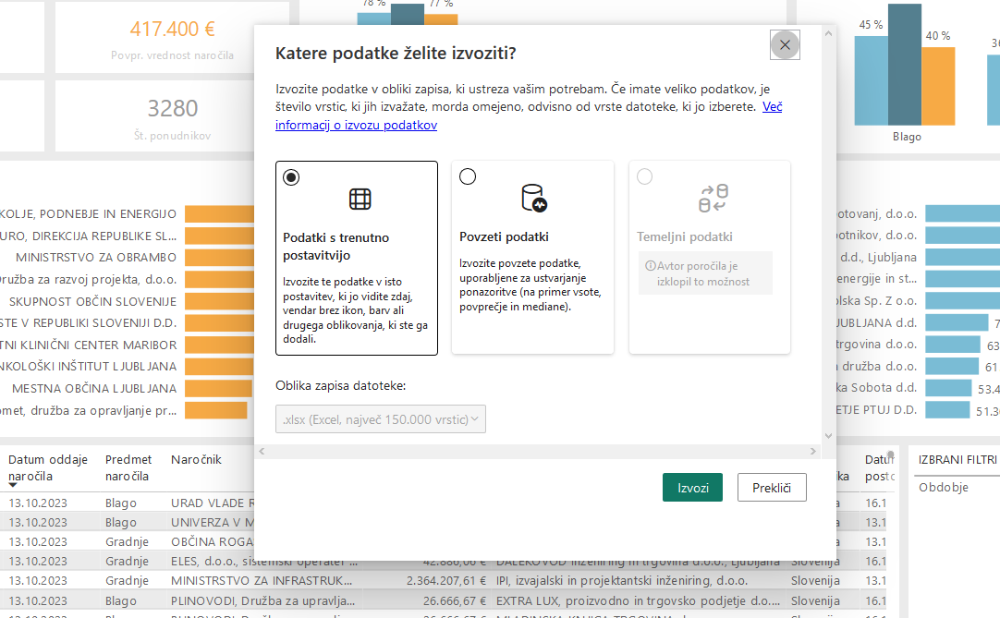 78 %
77 %
417.400 €
Povpr. vrednost naročila
3280
Št. ponudnikov
45 %
40 %
Blago
Katere podatke želite izvoziti?
Izvozite podatke v obliki zapisa, ki ustreza vašim potrebam. Če imate veliko podatkov, je
število vrstic, ki jih izvažate, morda omejeno, odvisno od vrste datoteke, ki jo izberete. Več
informacij o izvozu podatkov
Podatki s trenutno
postavitvijo
Izvozite te podatke v isto
postavitev, ki jo vidite zdaj,
vendar brez ikon, barv ali
drugega oblikovanja, ki ste ga
dodali.
Povzeti podatki
Izvozite povzete podatke,
uporabljene za ustvarjanje
ponazoritve (na primer vsote,
povprečje in mediane).
Temeljni podatki
Avtor poročila je
izklopil to možnost
Oblika zapisa datoteke:
.xlsx (Excel, največ 150.000 vrstic)
Izvozi
Prekliči
KOLJE, PODNEBJE IN ENERGIJO
URO, DIREKCIJA REPUBLIKE SL...
MINISTRSTVO ZA OBRAMBO
ružba za razvoj projekta, d.o.o.
SKUPNOST OBČIN SLOVENIJE
STE V REPUBLIKI SLOVENIJI D.D.
TNI KLINIČNI CENTER MARIBOR
NKOLOŠKI INŠTITUT LJUBLJANA
MESTNA OBČINA LJUBLJANA
omet, družba za opravljanje pr...
otovanj, d.o.o.
potnikov, d.o.o.
d.d., Ljubljana
energije in st...
olska Sp. Z o.o.
JUBLJANA d.d.
trgovina d.o.o.
63
družba d.o.o.
61
ka Sobota d.d.
53.4
ETJE PTUJ D.D.
51.3
Datum oddaje
naročila
Predmet
naročila
Naročnik
IZBRANI FILTRI
Obdobje
13.10.2023 Blago URAD VLADE R 16.1
13.10.2023 Blago UNIVERZA V M 13.1
13.10.2023 Gradnje OBČINA ROGA 13.1
13.10.2023 Gradnje ELES, d.o.o., sistemski operater ... 42.886,66 € DALEKOVOD inženiring in trgovina d.o.o., Ljubljana Slovenija 16.1
13.10.2023 Gradnje MINISTRSTVO ZA INFRASTRUK... 2.364.207,61 € IPI, izvajalski in projektantski inženiring, d.o.o. Slovenija 13.1
13.10.2023 Blago PLINOVODI, Družba za upravlja... 26.666,67 € EXTRA LUX, proizvodno in trgovsko podjetje d.o.... Slovenija 16.1